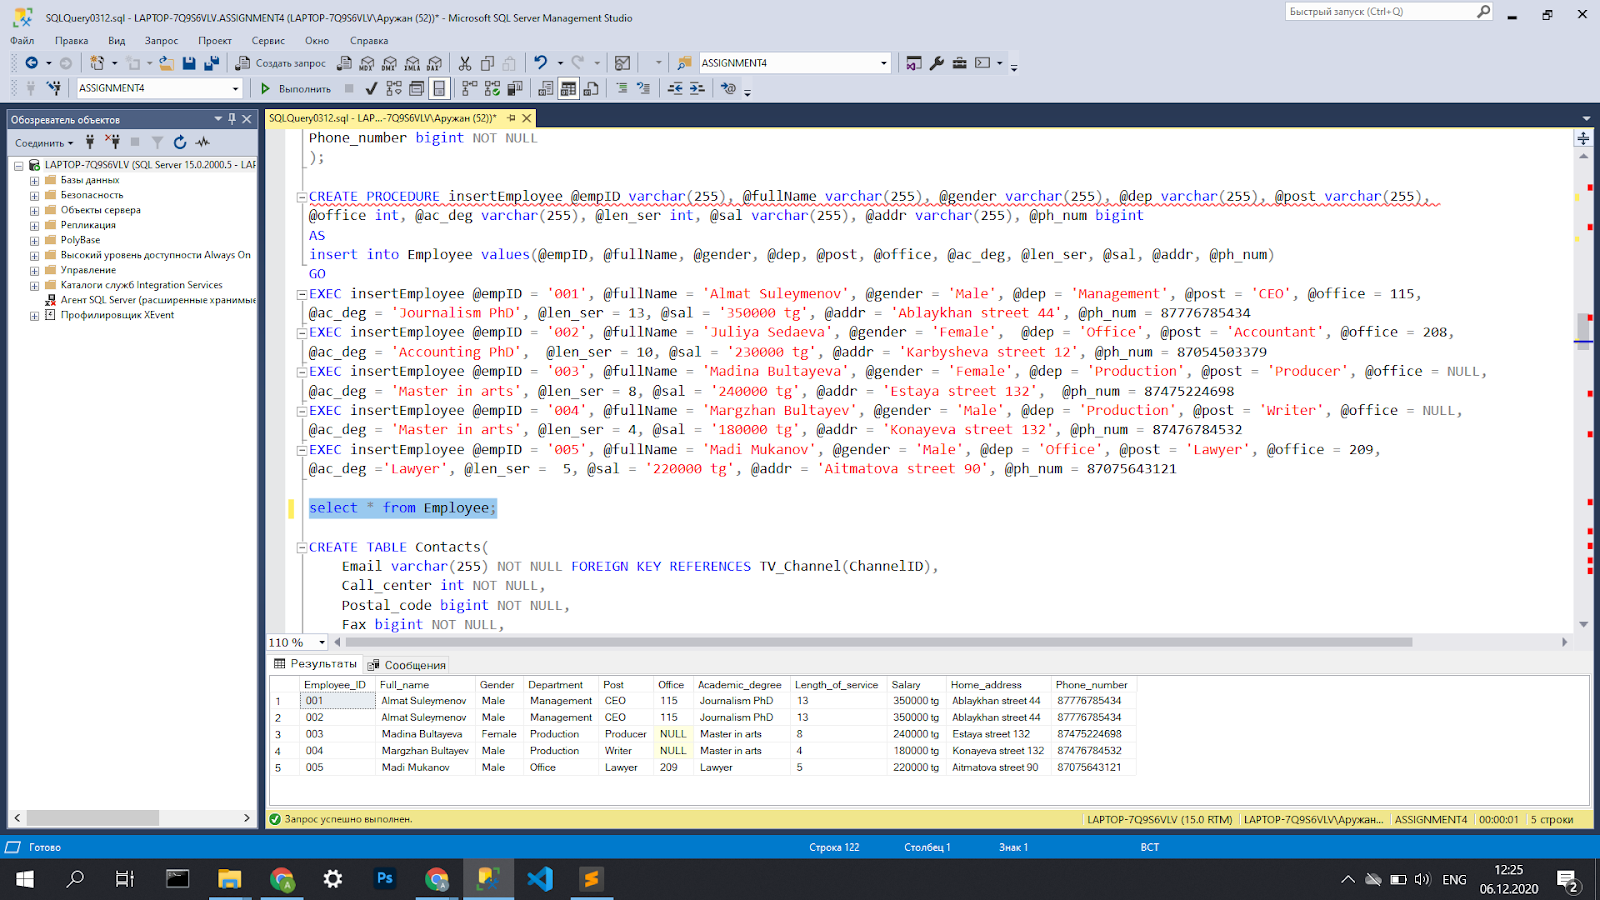 SQLQuery0312.sql - LAPTOP-7Q9S6VLV.ASSIGNMENT4 (LAPTOP-7Q9S6VLV\Аружан (52))* - Microsoft SQL Server Management Studio
Быстрый запуск (Ctrl+Q)
Файл Правка Вид Запрос Проект Сервис Окно Справка
Создать запрос MDX DMX XMLA DAX ASSIGNMENT4
ASSIGNMENT4 Выполнить
Обозреватель объектов
SQLQuery0312.sql - LAP...-7Q9S6VLV\Аружан (52))*
Соединить
LAPTOP-7Q9S6VLV (SQL Server 15.0.2000.5 - LAP
Базы данных
Безопасность
Объекты сервера
Репликация
PolyBase
Высокий уровень доступности Always On
Управление
Каталоги служб Integration Services
Агент SQL Server (расширенные хранимые
Профилировщик XEvent
Phone_number bigint NOT NULL
);
CREATE PROCEDURE insertEmployee @empID varchar(255), @fullName varchar(255), @gender varchar(255), @dep varchar(255), @post varchar(255),
@office int, @ac_deg varchar(255), @len_ser int, @sal varchar(255), @addr varchar(255), @ph_num bigint
AS
insert into Employee values(@empID, @fullName, @gender, @dep, @post, @office, @ac_deg, @len_ser, @sal, @addr, @ph_num)
GO
EXEC insertEmployee @empID = '001', @fullName = 'Almat Suleymenov', @gender = 'Male', @dep = 'Management', @post = 'CEO', @office = 115,
@ac_deg = 'Journalism PhD', @len_ser = 13, @sal = '350000 tg', @addr = 'Ablaykhan street 44', @ph_num = 87776785434
EXEC insertEmployee @empID = '002', @fullName = 'Juliya Sedaeva', @gender = 'Female',  @dep = 'Office', @post = 'Accountant', @office = 208,
@ac_deg = 'Accounting PhD',  @len_ser = 10, @sal = '230000 tg', @addr = 'Karbysheva street 12', @ph_num = 87054503379
EXEC insertEmployee @empID = '003', @fullName = 'Madina Bultayeva', @gender = 'Female', @dep = 'Production', @post = 'Producer', @office = NULL,
@ac_deg = 'Master in arts', @len_ser = 8, @sal = '240000 tg', @addr = 'Estaya street 132',  @ph_num = 87475224698
EXEC insertEmployee @empID = '004', @fullName = 'Margzhan Bultayev', @gender = 'Male', @dep = 'Production', @post = 'Writer', @office = NULL,
@ac_deg = 'Master in arts', @len_ser = 4, @sal = '180000 tg', @addr = 'Konayeva street 132', @ph_num = 87476784532
EXEC insertEmployee @empID = '005', @fullName = 'Madi Mukanov', @gender = 'Male', @dep = 'Office', @post = 'Lawyer', @office = 209,
@ac_deg ='Lawyer', @len_ser =  5, @sal = '220000 tg', @addr = 'Aitmatova street 90', @ph_num = 87075643121
select * from Employee;
CREATE TABLE Contacts(
Email varchar(255) NOT NULL FOREIGN KEY REFERENCES TV_Channel(ChannelID),
Call_center int NOT NULL,
Postal_code bigint NOT NULL,
Fax bigint NOT NULL,
110 %
Результаты Сообщения
Employee_ID Full_name Gender Department Post Office Academic_degree Length_of_service Salary Home_address Phone_number
1 001 Almat Suleymenov Male Management CEO 115 Journalism PhD 13 350000 tg Ablaykhan street 44 87776785434
2 002 Almat Suleymenov Male Management CEO 115 Journalism PhD 13 350000 tg Ablaykhan street 44 87776785434
3 003 Madina Bultayeva Female Production Producer NULL Master in arts 8 240000 tg Estaya street 132 87475224698
4 004 Margzhan Bultayev Male Production Writer NULL Master in arts 4 180000 tg Konayeva street 132 87476784532
5 005 Madi Mukanov Male Office Lawyer 209 Lawyer 5 220000 tg Aitmatova street 90 87075643121
Запрос успешно выполнен. LAPTOP-7Q9S6VLV (15.0 RTM) LAPTOP-7Q9S6VLV\Аружан... ASSIGNMENT4 00:00:01 5 строки
Готово Строка 122 Столбец 1 Знак 1 ВСТ
Ps ENG 12:25
06.12.2020 2